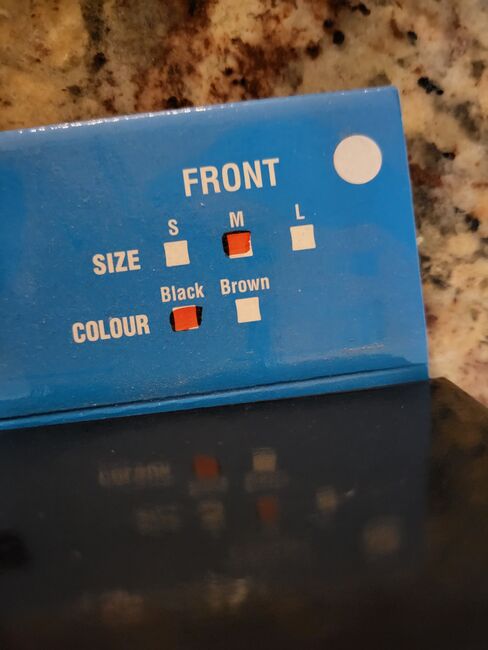 FRONT
S M L
SIZE
Black Brown
COLOUR